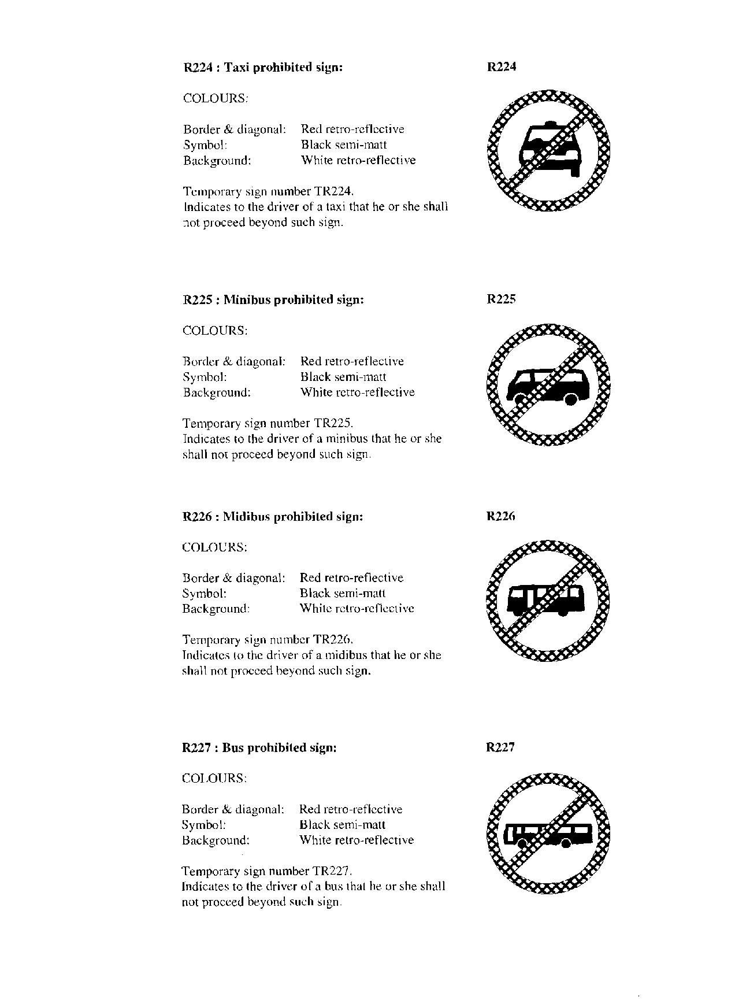 R224 : Taxi prohibited sign: R224
COLOURS:
Border & diagonal: Red retro-reflective
Symbol: Black semi-matt
Background: White retro-reflective
Temporary sign number TR224.
Indicates to the driver of a taxi that he or she shall
not proceed beyond such sign.
R225 : Minibus prohibited sign: R225
COLOURS:
Border & diagonal: Red retro-reflective
Symbol: Black semi-matt
Background: White retro-reflective
Temporary sign number TR225.
Indicates to the driver of a minibus that he or she
shall not proceed beyond such sign.
R226 : Midibus prohibited sign: R226
COLOURS:
Border & diagonal: Red retro-reflective
Symbol: Black semi-matt
Background: White retro-reflective
Temporary sign number TR226.
Indicates to the driver of a midibus that he or she
shall not proceed beyond such sign.
R227 : Bus prohibited sign: R227
COLOURS:
Border & diagonal: Red retro-reflective
Symbol: Black semi-matt
Background: White retro-reflective
Temporary sign number TR227.
Indicates to the driver of a bus that he or she shall
not proceed beyond such sign.